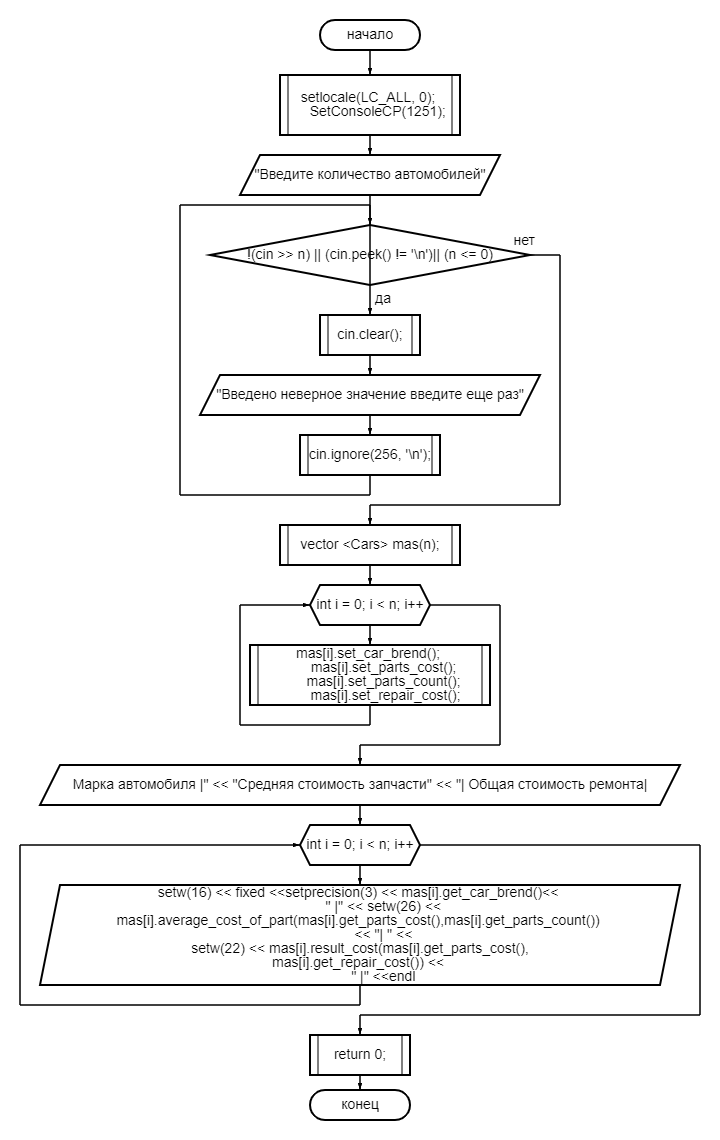 начало
setlocale(LC_ALL, 0);
SetConsoleCP(1251);
"Введите количество автомобилей"
нет
!(cin >> n) || (cin.peek() != '\n')|| (n <= 0)
да
cin.clear();
"Введено неверное значение введите еще раз"
cin.ignore(256, '\n');
vector <Cars> mas(n);
int i = 0; i < n; i++
mas[i].set_car_brend();
mas[i].set_parts_cost();
mas[i].set_parts_count();
mas[i].set_repair_cost();
Марка автомобиля |" << "Средняя стоимость запчасти" << "| Общая стоимость ремонта|
int i = 0; i < n; i++
setw(16) << fixed <<setprecision(3) << mas[i].get_car_brend()<<
" |" << setw(26) <<
mas[i].average_cost_of_part(mas[i].get_parts_cost(),mas[i].get_parts_count())
<< "| " <<
setw(22) << mas[i].result_cost(mas[i].get_parts_cost(),
mas[i].get_repair_cost()) <<
" |" <<endl
return 0;
конец